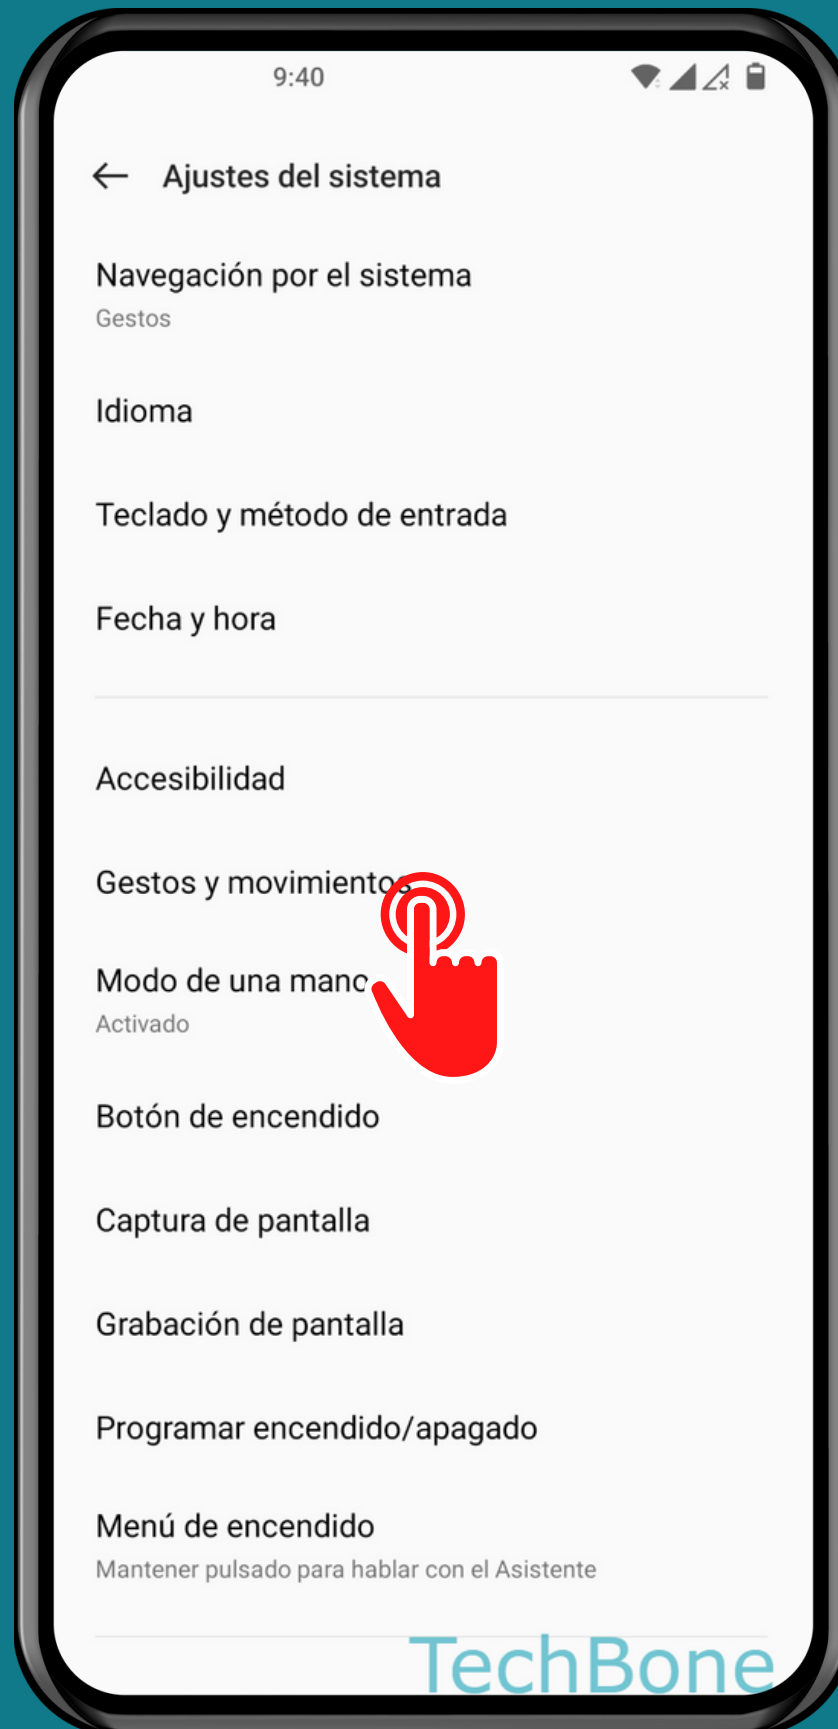 9:40
Ajustes del sistema
Navegación por el sistema
Gestos
Idioma
Teclado y método de entrada
Fecha y hora
Accesibilidad
Gestos y movimientos
Modo de una mano
Activado
Botón de encendido
Captura de pantalla
Grabación de pantalla
Programar encendido/apagado
Menú de encendido
Mantener pulsado para hablar con el Asistente
TechBone